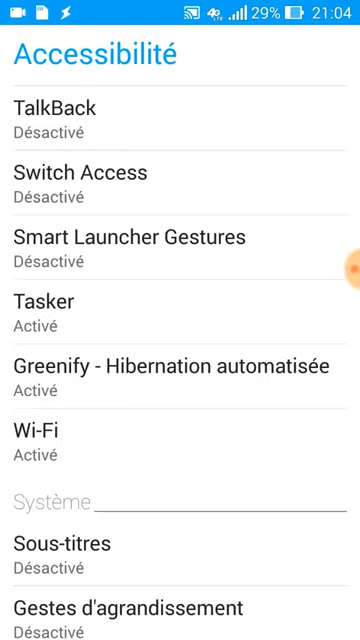 29% 21:04
Accessibilité
TalkBack
Désactivé
Switch Access
Désactivé
Smart Launcher Gestures
Désactivé
Tasker
Activé
Greenify - Hibernation automatisée
Activé
Wi-Fi
Activé
Système
Sous-titres
Désactivé
Gestes d'agrandissement
Désactivé